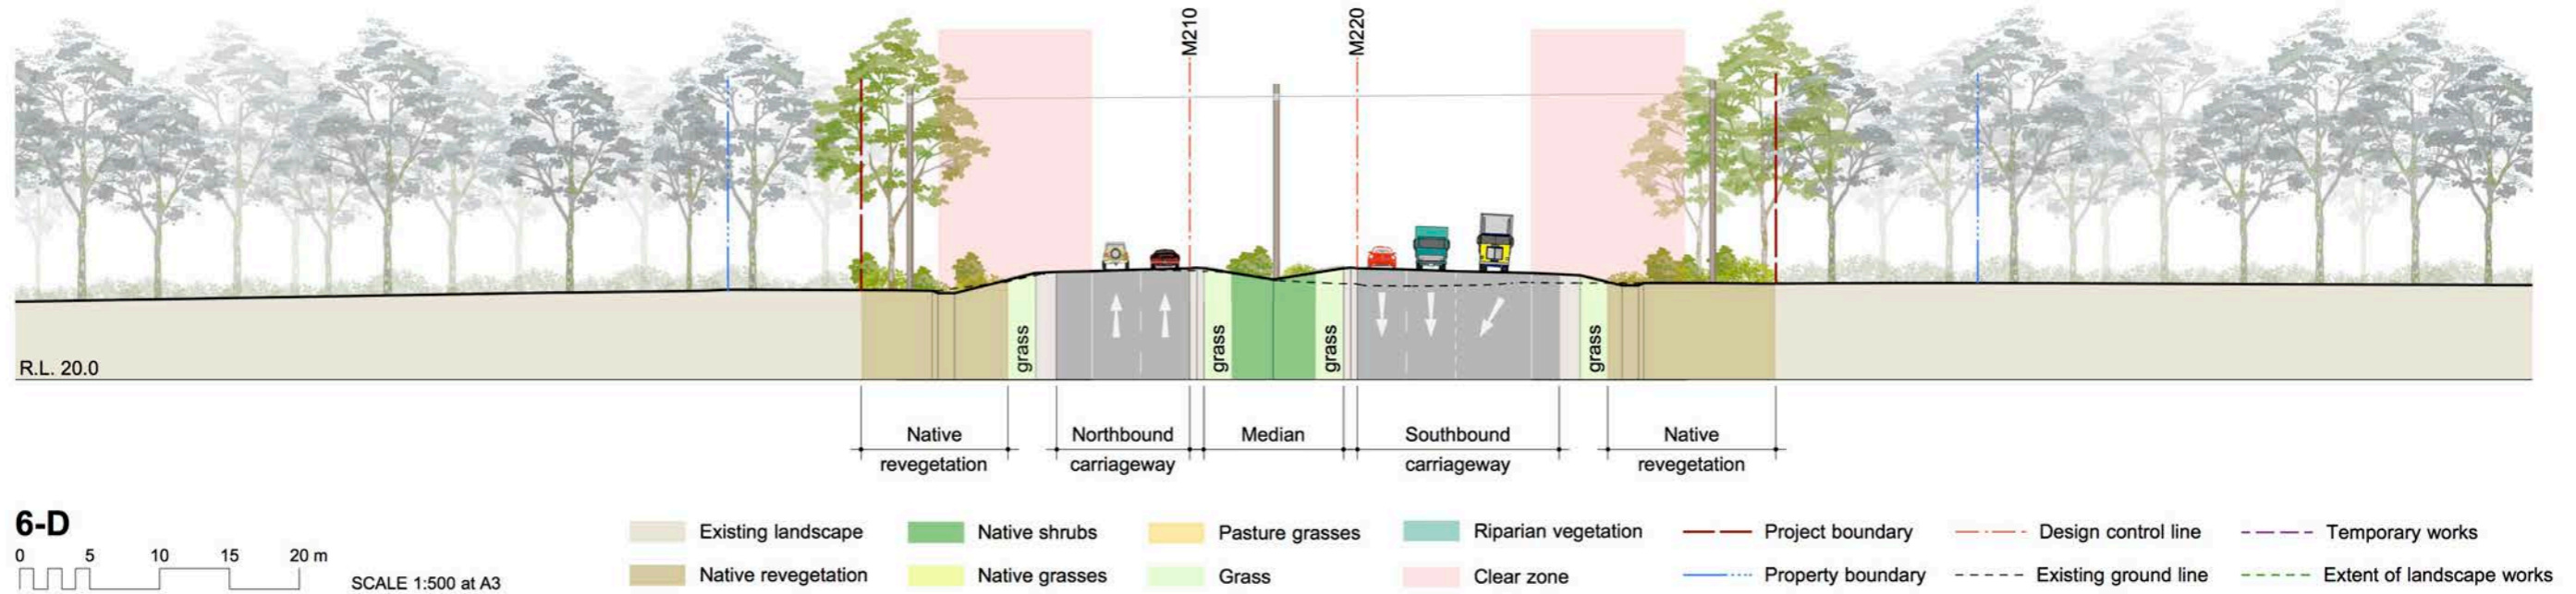 M210
M220
grass
grass
grass
grass
R.L. 20.0
Native
revegetation
Northbound
carriageway
Median
Southbound
carriageway
Native
revegetation
6-D
0 5 10 15 20 m
SCALE 1:500 at A3
Existing landscape
Native shrubs
Pasture grasses
Riparian vegetation
Project boundary
Design control line
Temporary works
Native revegetation
Native grasses
Grass
Clear zone
Property boundary
Existing ground line
Extent of landscape works